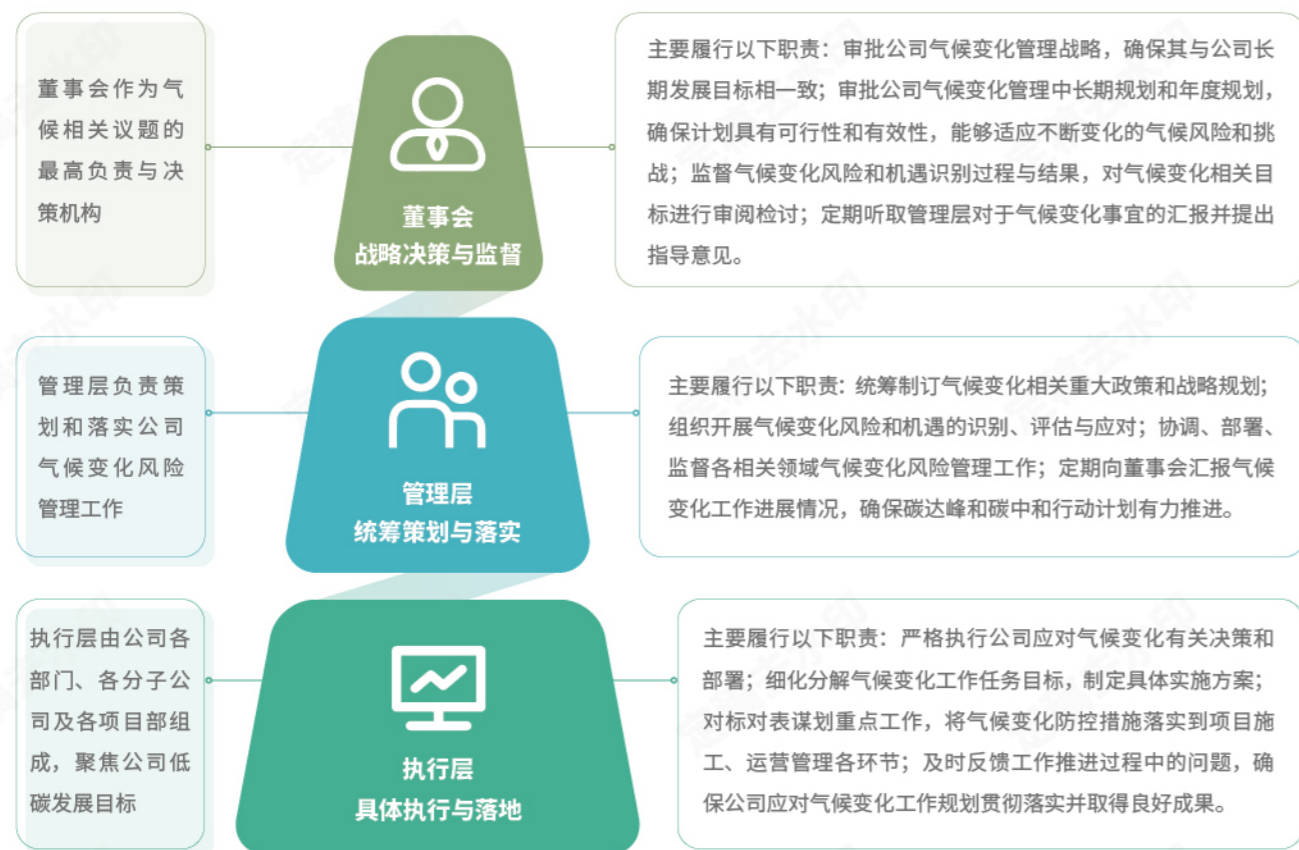 董事会作为气
候相关议题的
最高负责与决
策机构
董事会
战略决策与监督
主要履行以下职责：审批公司气候变化管理战略，确保其与公司长
期发展目标相一致；审批公司气候变化管理中长期规划和年度规划，
确保计划具有可行性和有效性，能够适应不断变化的气候风险和挑
战；监督气候变化风险和机遇识别过程与结果，对气候变化相关目
标进行审阅检讨；定期听取管理层对于气候变化事宜的汇报并提出
指导意见。
管理层负责策
划和落实公司
气候变化风险
管理工作
管理层
统筹策划与落实
主要履行以下职责：统筹制订气候变化相关重大政策和战略规划；
组织开展气候变化风险和机遇的识别、评估与应对；协调、部署、
监督各相关领域气候变化风险管理工作；定期向董事会汇报气候
变化工作进展情况，确保碳达峰和碳中和行动计划有力推进。
执行层由公司各
部门、各分子公
司及各项目部组
成，聚焦公司低
碳发展目标
执行层
具体执行与落地
主要履行以下职责：严格执行公司应对气候变化有关决策和
部署；细化分解气候变化工作任务目标，制定具体实施方案；
对标对表谋划重点工作，将气候变化防控措施落实到项目施
工、运营管理各环节；及时反馈工作推进过程中的问题，确
保公司应对气候变化工作规划贯彻落实并取得良好成果。